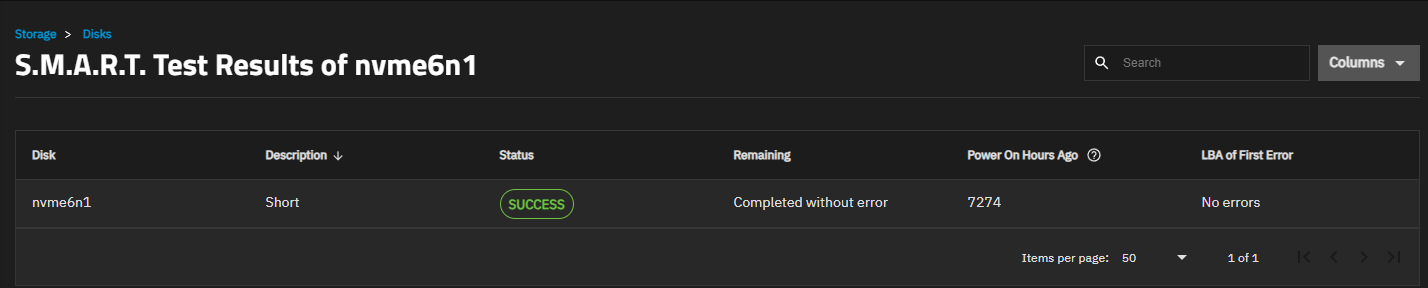 Storage > Disks
S.M.A.R.T. Test Results of nvme6n1
Search
Columns
Disk Description Status Remaining Power On Hours Ago LBA of First Error
nvme6n1 Short SUCCESS Completed without error 7274 No errors
Items per page: 50 1 of 1